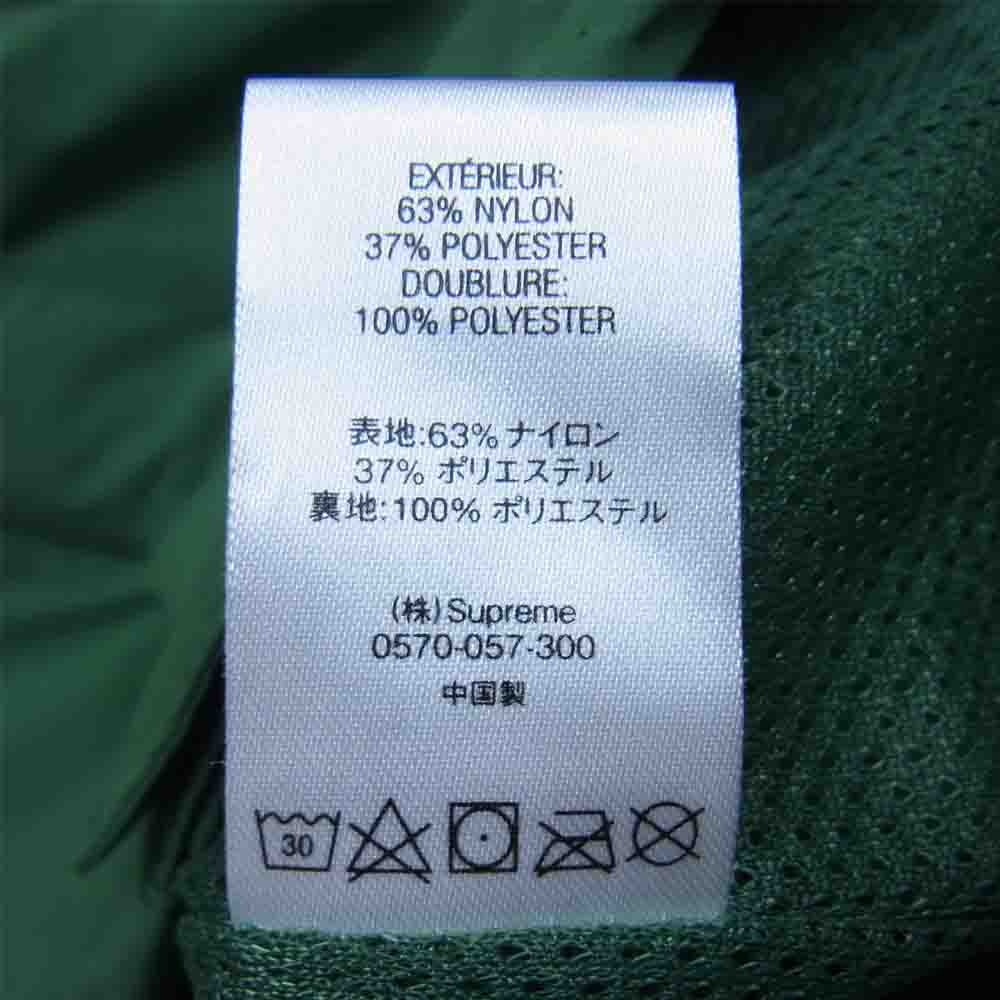 EXTÉRIEUR:
63% NYLON
37% POLYESTER
DOUBLURE:
100% POLYESTER
表地:63% ナイロン
37% ポリエステル
裏地:100% ポリエステル
(株)Supreme
0570-057-300
中国製
30